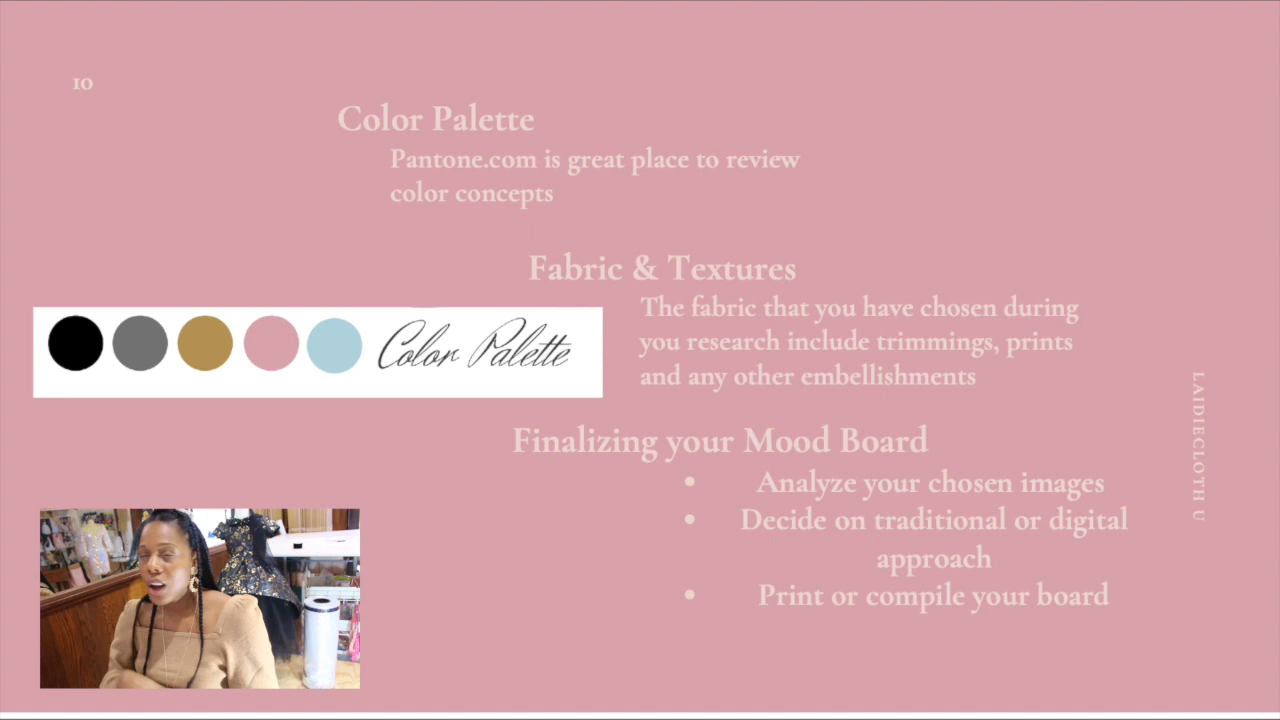 10
Color Palette
Pantone.com is great place to review
color concepts
Fabric & Textures
The fabric that you have chosen during
you research include trimmings, prints
and any other embellishments
Color Palette
Finalizing your Mood Board
• Analyze your chosen images
• Decide on traditional or digital
approach
• Print or compile your board
LAIDIECLOTH U